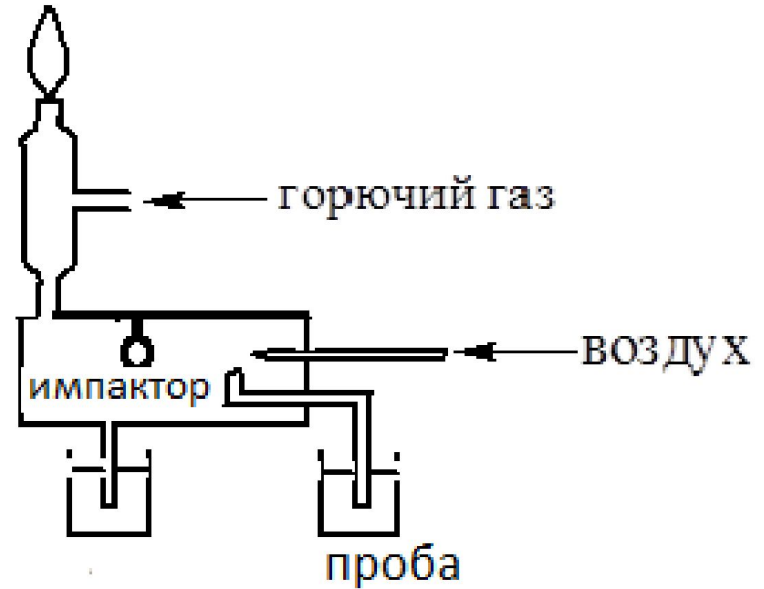 горючий газ
воздух
импактор
проба